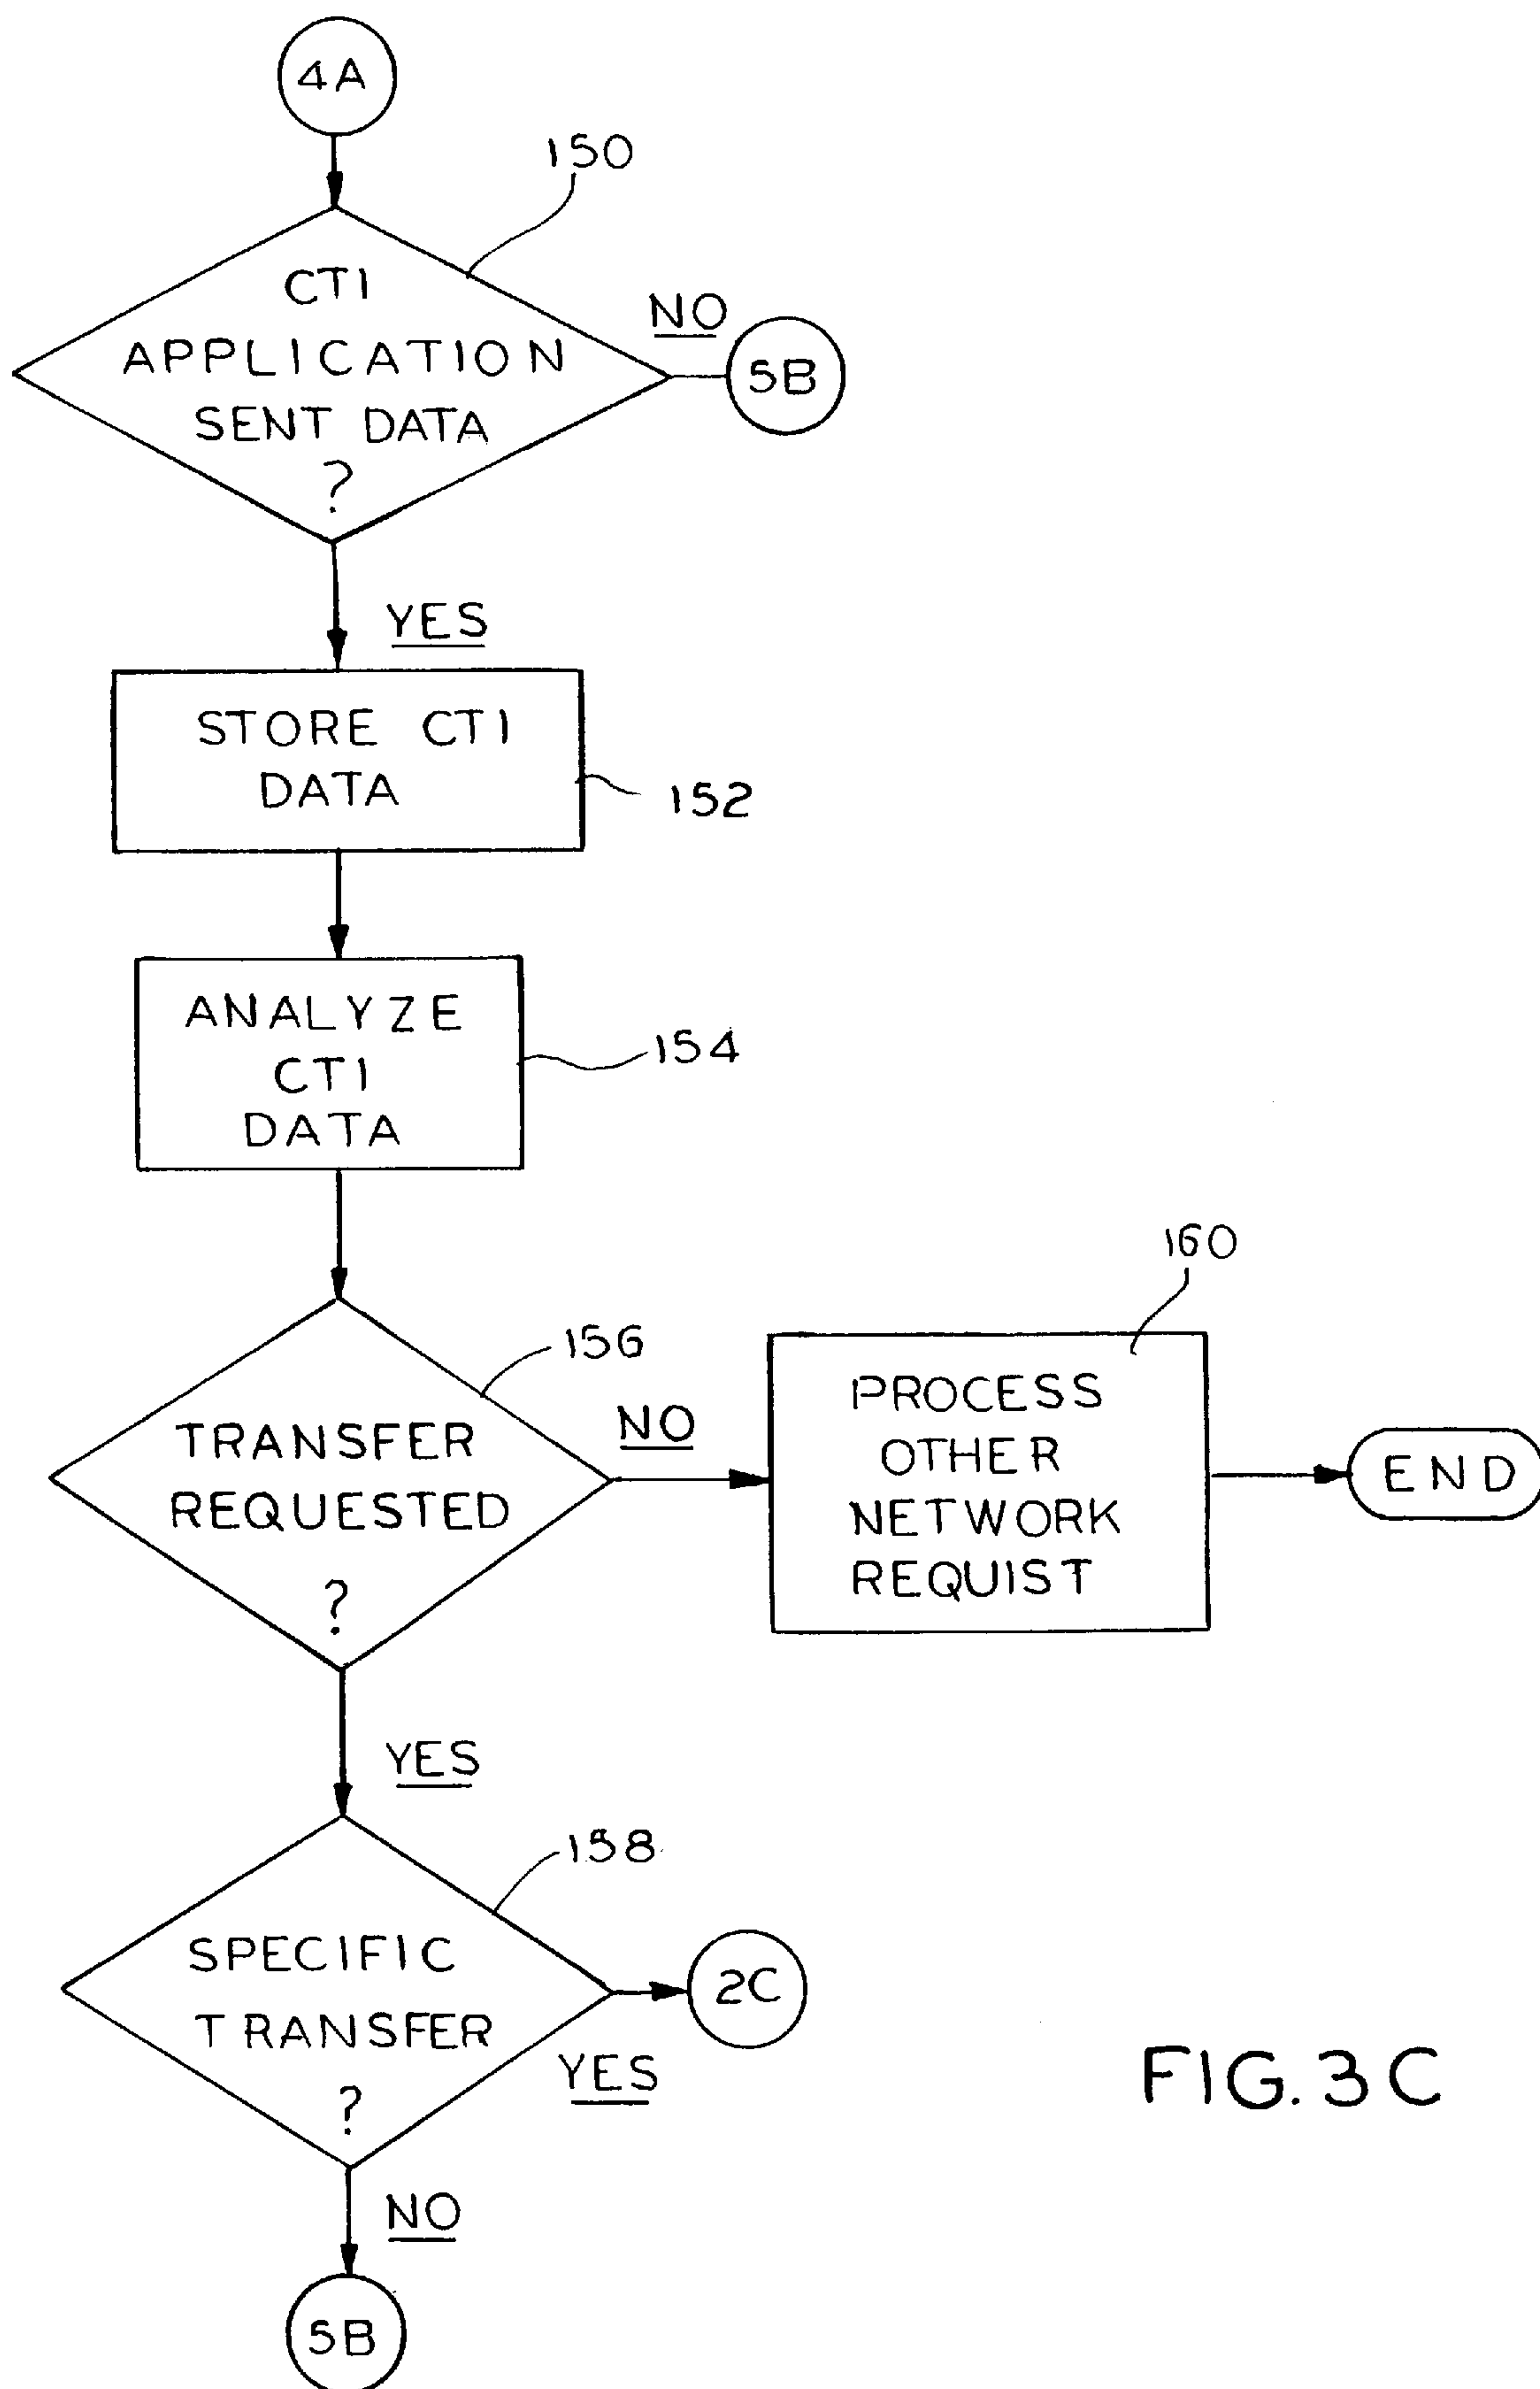 4A
150
CTI
APPLICATION
SENT DATA
?
NO
5B
YES
STORE CTI
DATA
152
ANALYZE
CTI
DATA
154
156
TRANSFER
REQUESTED
?
NO
160
PROCESS
OTHER
NETWORK
REQUIST
END
YES
158
SPECIFIC
TRANSFER
?
2C
YES
NO
5B
FIG. 3C